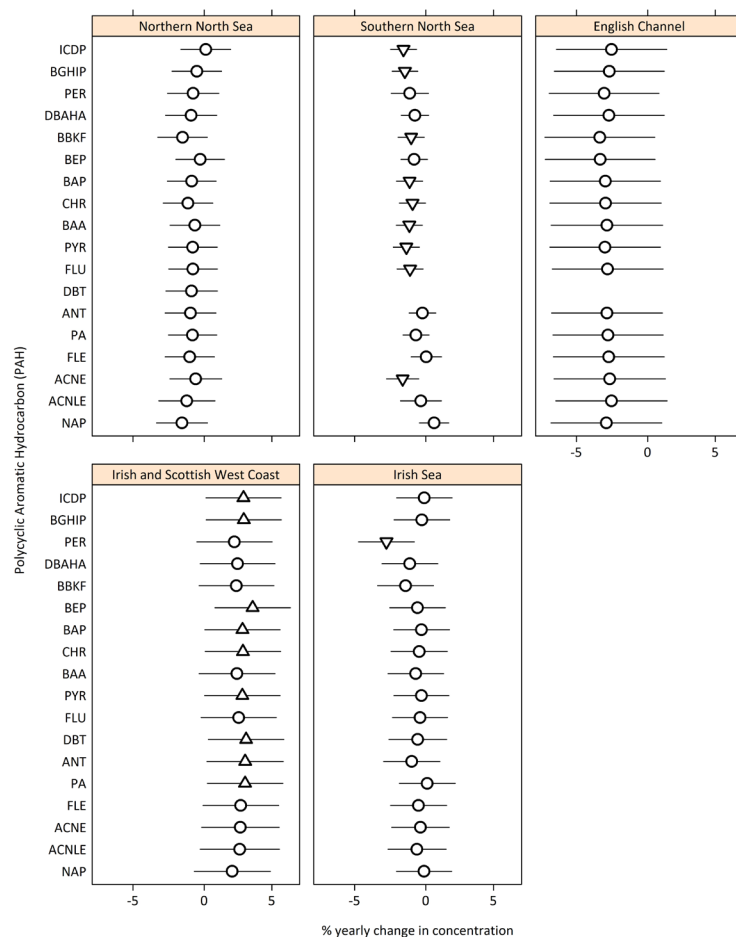 Northern North Sea
Southern North Sea
English Channel
ICDP
BGHIP
PER
DBAHA
BBKF
BEP
BAP
CHR
BAA
PYR
FLU
DBT
ANT
PA
FLE
ACNE
ACNLE
NAP
-5 0 5
Irish and Scottish West Coast
Irish Sea
ICDP
BGHIP
PER
DBAHA
BBKF
BEP
BAP
CHR
BAA
PYR
FLU
DBT
ANT
PA
FLE
ACNE
ACNLE
NAP
-5 0 5
-5 0 5
Polycyclic Aromatic Hydrocarbon (PAH)
% yearly change in concentration